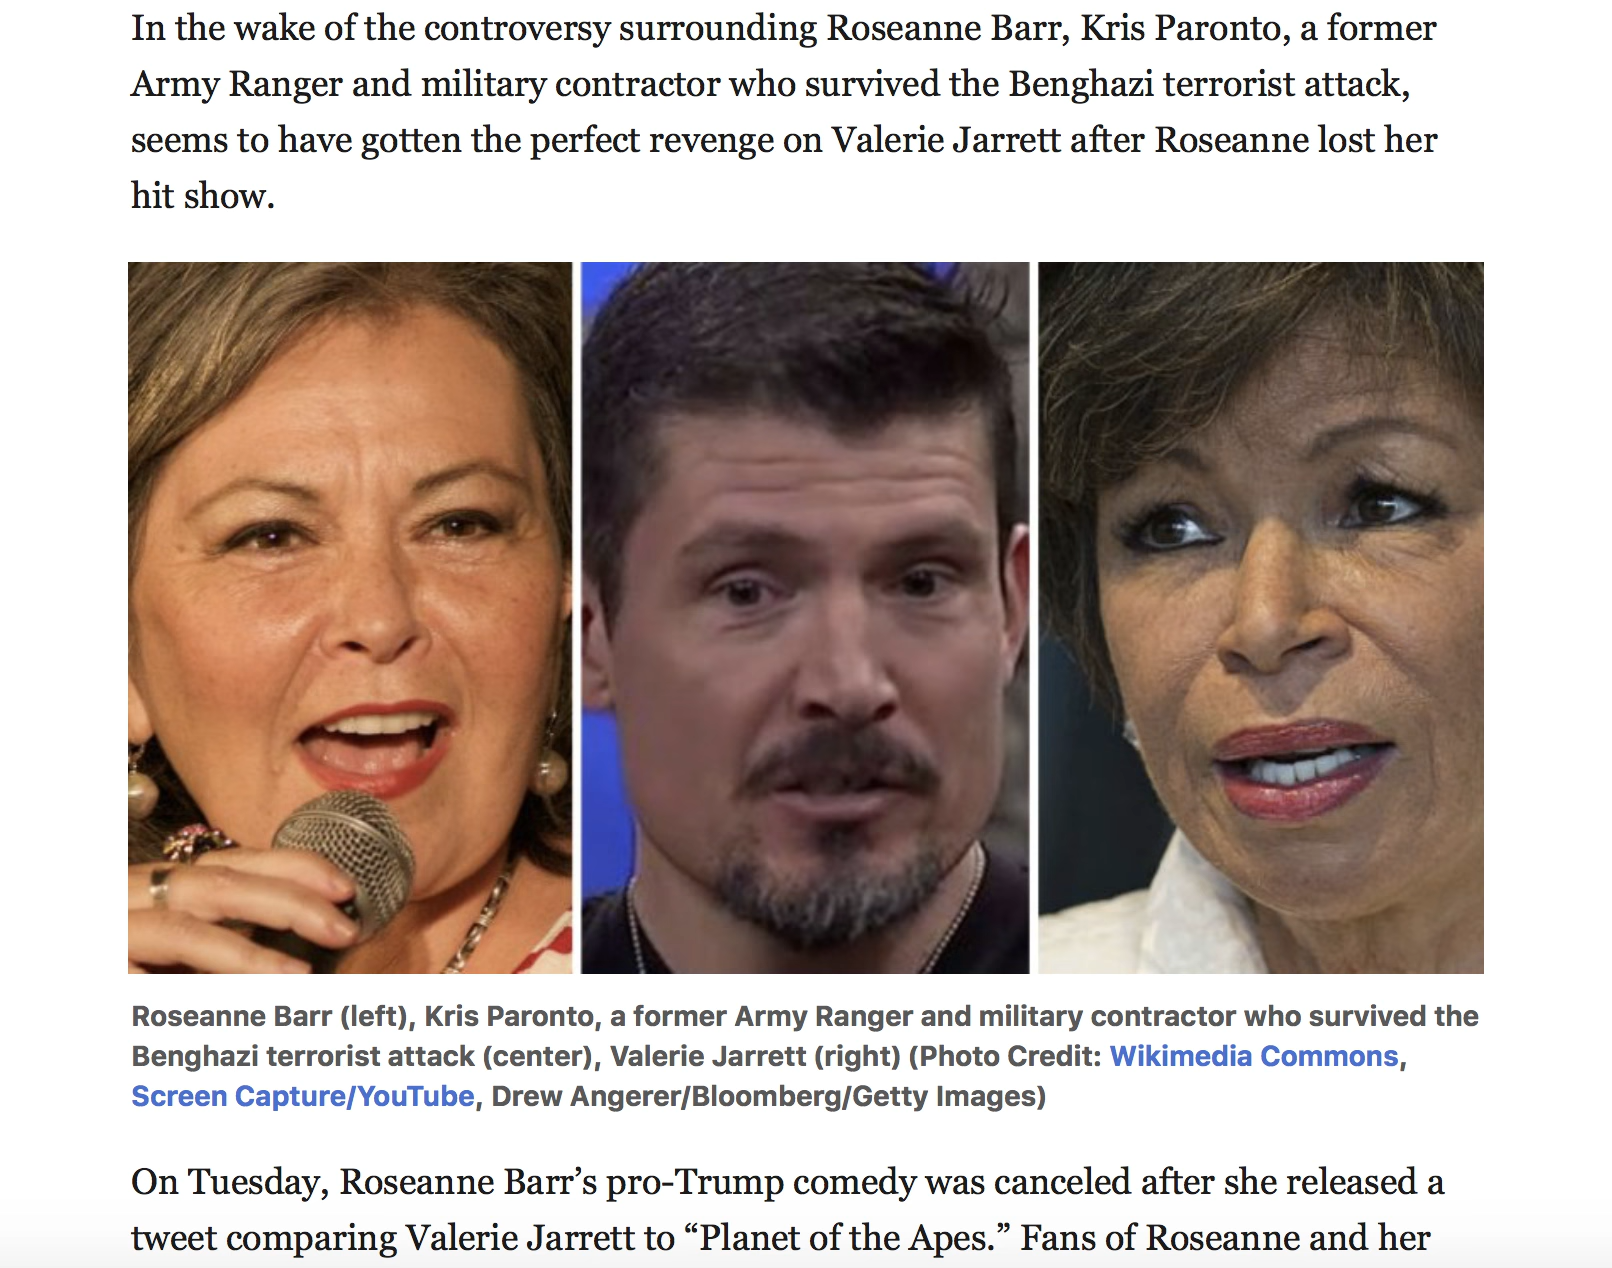 In the wake of the controversy surrounding Roseanne Barr, Kris Paronto, a former
Army Ranger and military contractor who survived the Benghazi terrorist attack,
seems to have gotten the perfect revenge on Valerie Jarrett after Roseanne lost her
hit show.
Roseanne Barr (left), Kris Paronto, a former Army Ranger and military contractor who survived the
Benghazi terrorist attack (center), Valerie Jarrett (right) (Photo Credit: Wikimedia Commons,
Screen Capture/YouTube, Drew Angerer/Bloomberg/Getty Images)
On Tuesday, Roseanne Barr’s pro-Trump comedy was canceled after she released a
tweet comparing Valerie Jarrett to “Planet of the Apes.” Fans of Roseanne and her